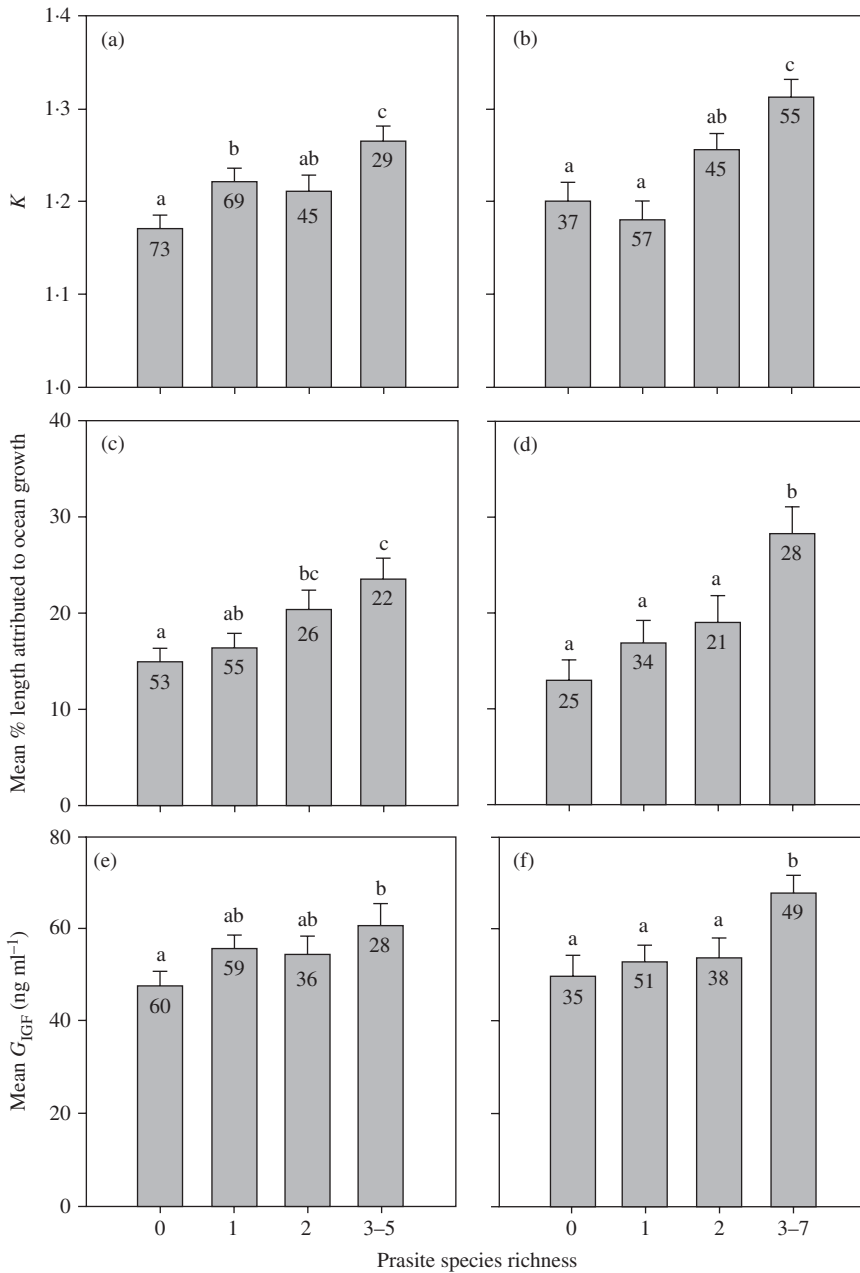 1·4
(a)
(b)
c
1·3
c
55
ab
b
ab
29
45
K
a
a
1·2
69
45
a
37
57
73
1·1
1·0
40
(c)
(d)
Mean % length attributed to ocean growth
b
30
c
28
bc
a
20
22
a
ab
26
a
a
21
55
34
53
25
10
0
80
(e)
(f)
b
b
60
ab
ab
49
a
a
a
a
28
59
36
51
38
35
60
Mean G_IGF (ng ml⁻¹)
40
20
0
0 1 2 3–5 0 1 2 3–7
Prasite species richness